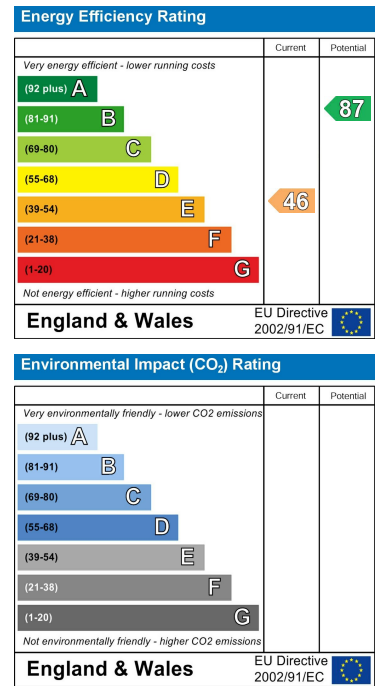 Energy Efficiency Rating
Current Potential
Very energy efficient - lower running costs
(92 plus) A
(81-91) B
87
(69-80) C
(55-68) D
(39-54) E
46
(21-38) F
(1-20) G
Not energy efficient - higher running costs
England & Wales
EU Directive
2002/91/EC
Environmental Impact (CO₂) Rating
Current Potential
Very environmentally friendly - lower CO2 emissions
(92 plus) A
(81-91) B
(69-80) C
(55-68) D
(39-54) E
(21-38) F
(1-20) G
Not environmentally friendly - higher CO2 emissions
England & Wales
EU Directive
2002/91/EC